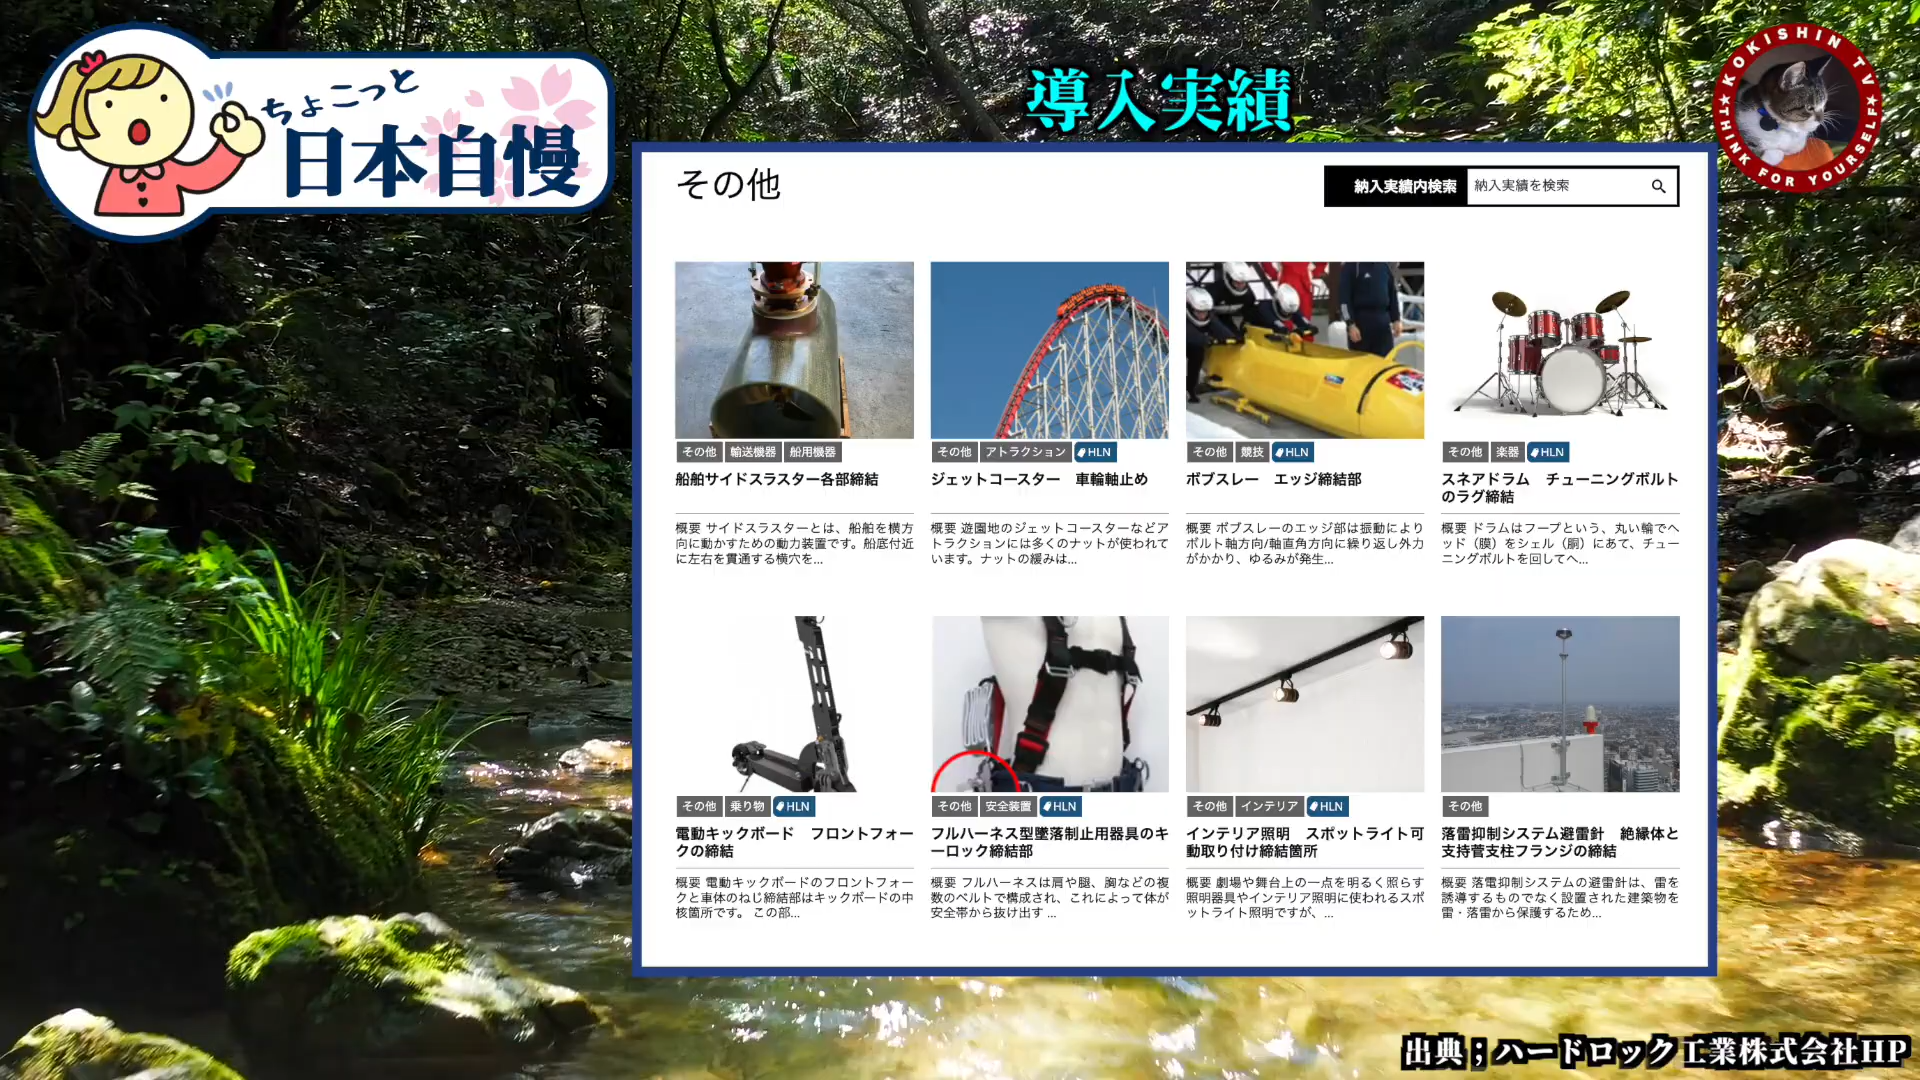 ちょこっと
日本自慢
導入実績
★KOKISHIN TV★
THINK FOR YOURSELF
その他
納入実績内検索
納入実績を検索
その他 輸送機器 船用機器
船舶サイドスラスター各部締結
概要 サイドスラスターとは、船舶を横方
向に動かすための動力装置です。船底付近
に左右を貫通する横穴を...
その他 アトラクション HLN
ジェットコースター 車輪軸止め
概要 遊園地のジェットコースターなどア
トラクションには多くのナットが使われて
います。ナットの緩みは...
その他 競技 HLN
ボブスレー エッジ締結部
概要 ボブスレーのエッジ部は振動により
ボルト軸方向/軸直角方向に繰り返し外力
がかかり、ゆるみが発生...
その他 楽器 HLN
スネアドラム チューニングボルト
のラグ締結
概要 ドラムはフープという、丸い輪でヘ
ッド（膜）をシェル（胴）にあて、チュー
ニングボルトを回してヘ...
その他 乗り物 HLN
電動キックボード フロントフォー
クの締結
概要 電動キックボードのフロントフォー
クと車体のねじ締結部はキックボードの中
核箇所です。 この部...
その他 安全装置 HLN
フルハーネス型墜落制止用器具のキ
ーロック締結部
概要 フルハーネスは肩や腿、胸などの複
数のベルトで構成され、これによって体が
安全帯から抜け出す ...
その他 インテリア HLN
インテリア照明 スポットライト可
動取り付け締結箇所
概要 劇場や舞台上の一点を明るく照らす
照明器具やインテリア照明に使われるスポ
ットライト照明ですが、...
その他
落雷抑制システム避雷針 絶縁体と
支持菅支柱フランジの締結
概要 落電抑制システムの避雷針は、雷を
誘導するものでなく設置された建築物を
雷・落雷から保護するため...
出典；ハードロック工業株式会社HP